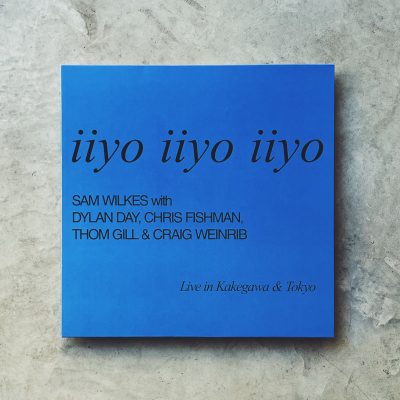 iiyo iiyo iiyo
SAM WILKES with
DYLAN DAY, CHRIS FISHMAN,
THOM GILL & CRAIG WEINRIB
Live in Kakegawa & Tokyo